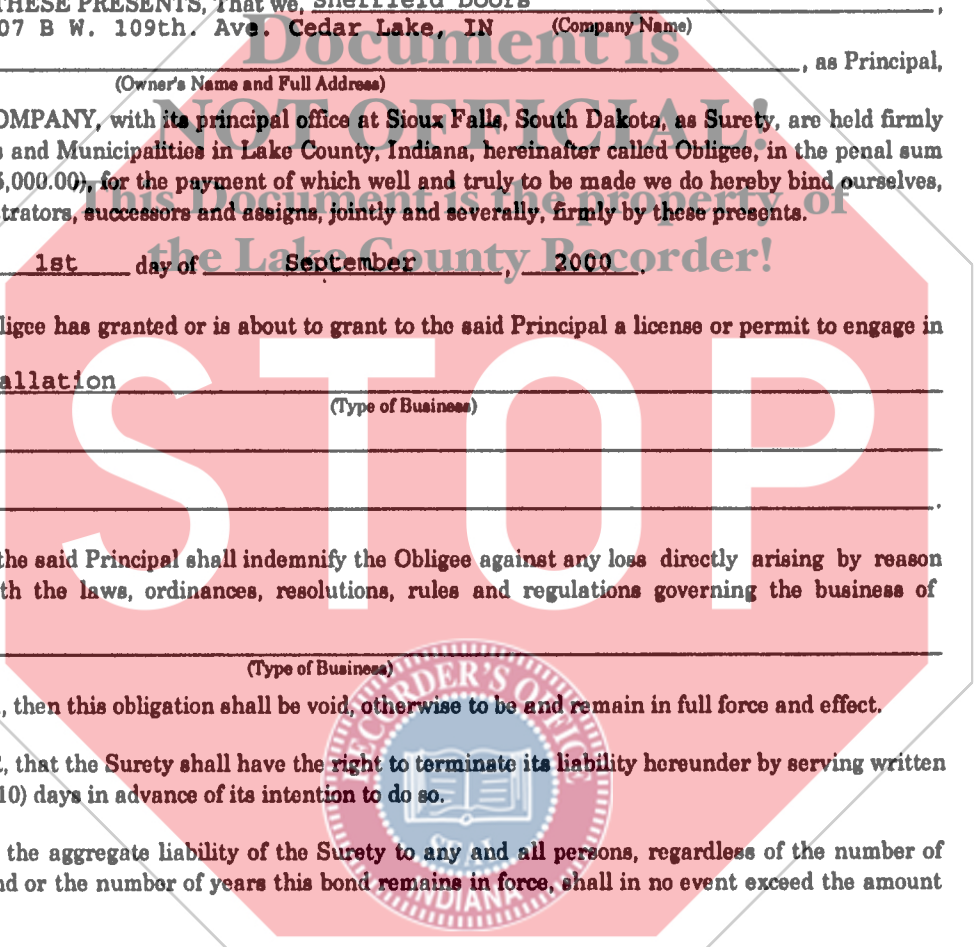 THESE PRESENTS, That we, Sheffield Doors,
07 B W. 109th. Ave. Cedar Lake, IN (Company Name)
Document is
, as Principal,
(Owner's Name and Full Address)
NOT OFFICIAL!
OMPANY, with its principal office at Sioux Falls, South Dakota, as Surety, are held firmly
s and Municipalities in Lake County, Indiana, hereinafter called Obligee, in the penal sum
5,000.00), for the payment of which well and truly to be made we do hereby bind ourselves,
This Document is the property of
trators, successors and assigns, jointly and severally, firmly by these presents.
the Lake County Recorder!
1st day of September, 2000.
ligee has granted or is about to grant to the said Principal a license or permit to engage in
allation
(Type of Business)
STOP
the said Principal shall indemnify the Obligee against any loss directly arising by reason
th the laws, ordinances, resolutions, rules and regulations governing the business of
(Type of Business)
, then this obligation shall be void, otherwise to be and remain in full force and effect.
, that the Surety shall have the right to terminate its liability hereunder by serving written
10) days in advance of its intention to do so.
the aggregate liability of the Surety to any and all persons, regardless of the number of
nd or the number of years this bond remains in force, shall in no event exceed the amount
RECORDER'S OFFICE
SEAL
INDIANA